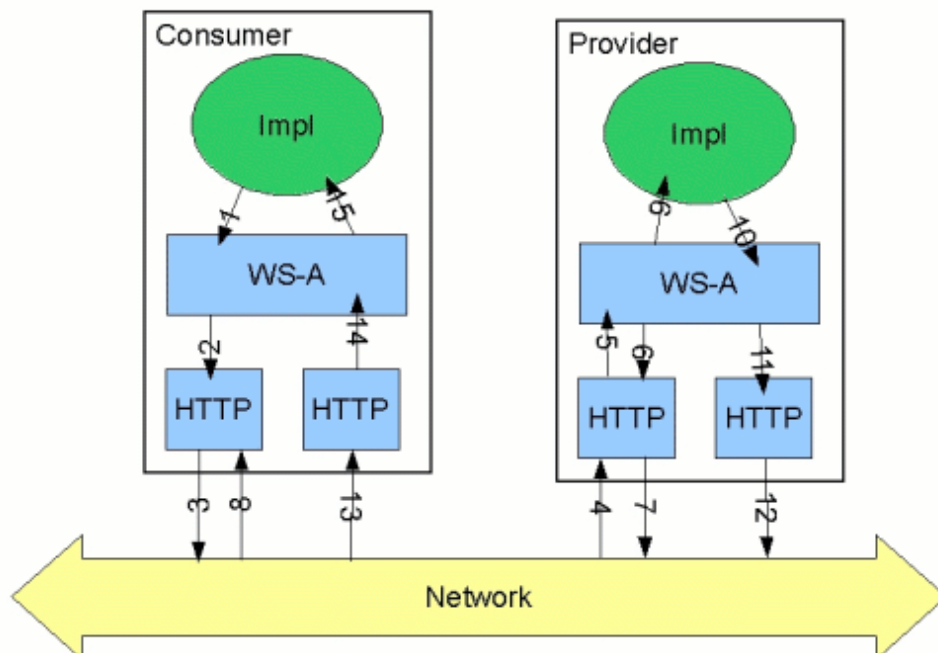 Consumer
Provider
Impl
Impl
1
15
9
10
WS-A
WS-A
2
14
5
6
11
HTTP
HTTP
HTTP
HTTP
3
8
13
4
7
12
Network